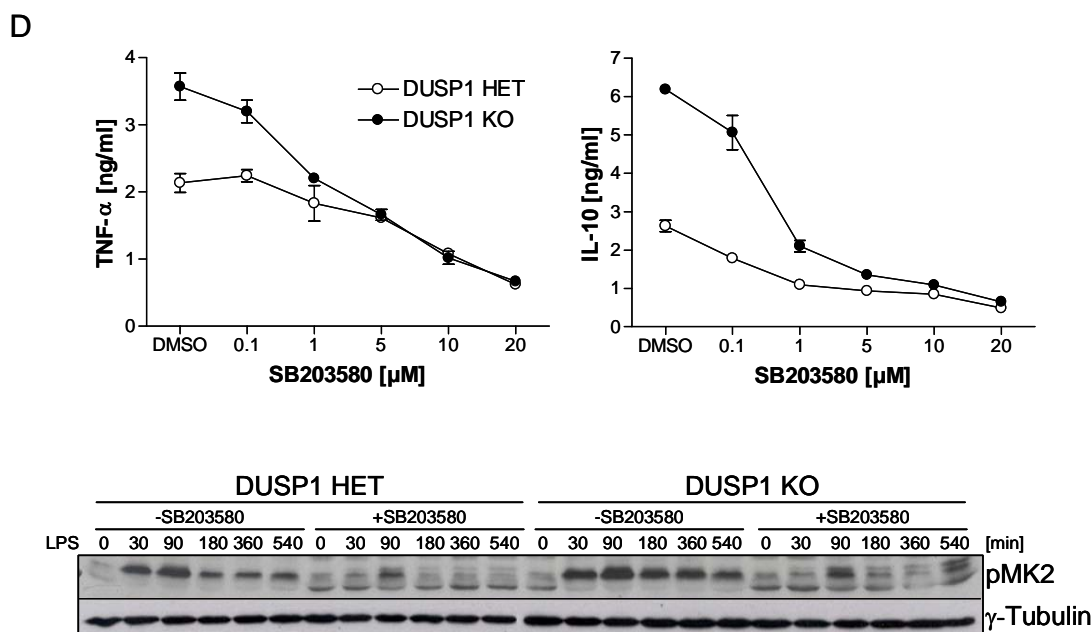 D
4
3
2
1
0
TNF-α [ng/ml]
DUSP1 HET
DUSP1 KO
DMSO 0.1 1 5 10 20
SB203580 [µM]
7
6
5
4
3
2
1
0
IL-10 [ng/ml]
DMSO 0.1 1 5 10 20
SB203580 [µM]
DUSP1 HET DUSP1 KO
-SB203580 +SB203580 -SB203580 +SB203580
LPS 0 30 90 180 360 540 0 30 90 180 360 540 0 30 90 180 360 540 0 30 90 180 360 540 [min]
pMK2
γ-Tubulin